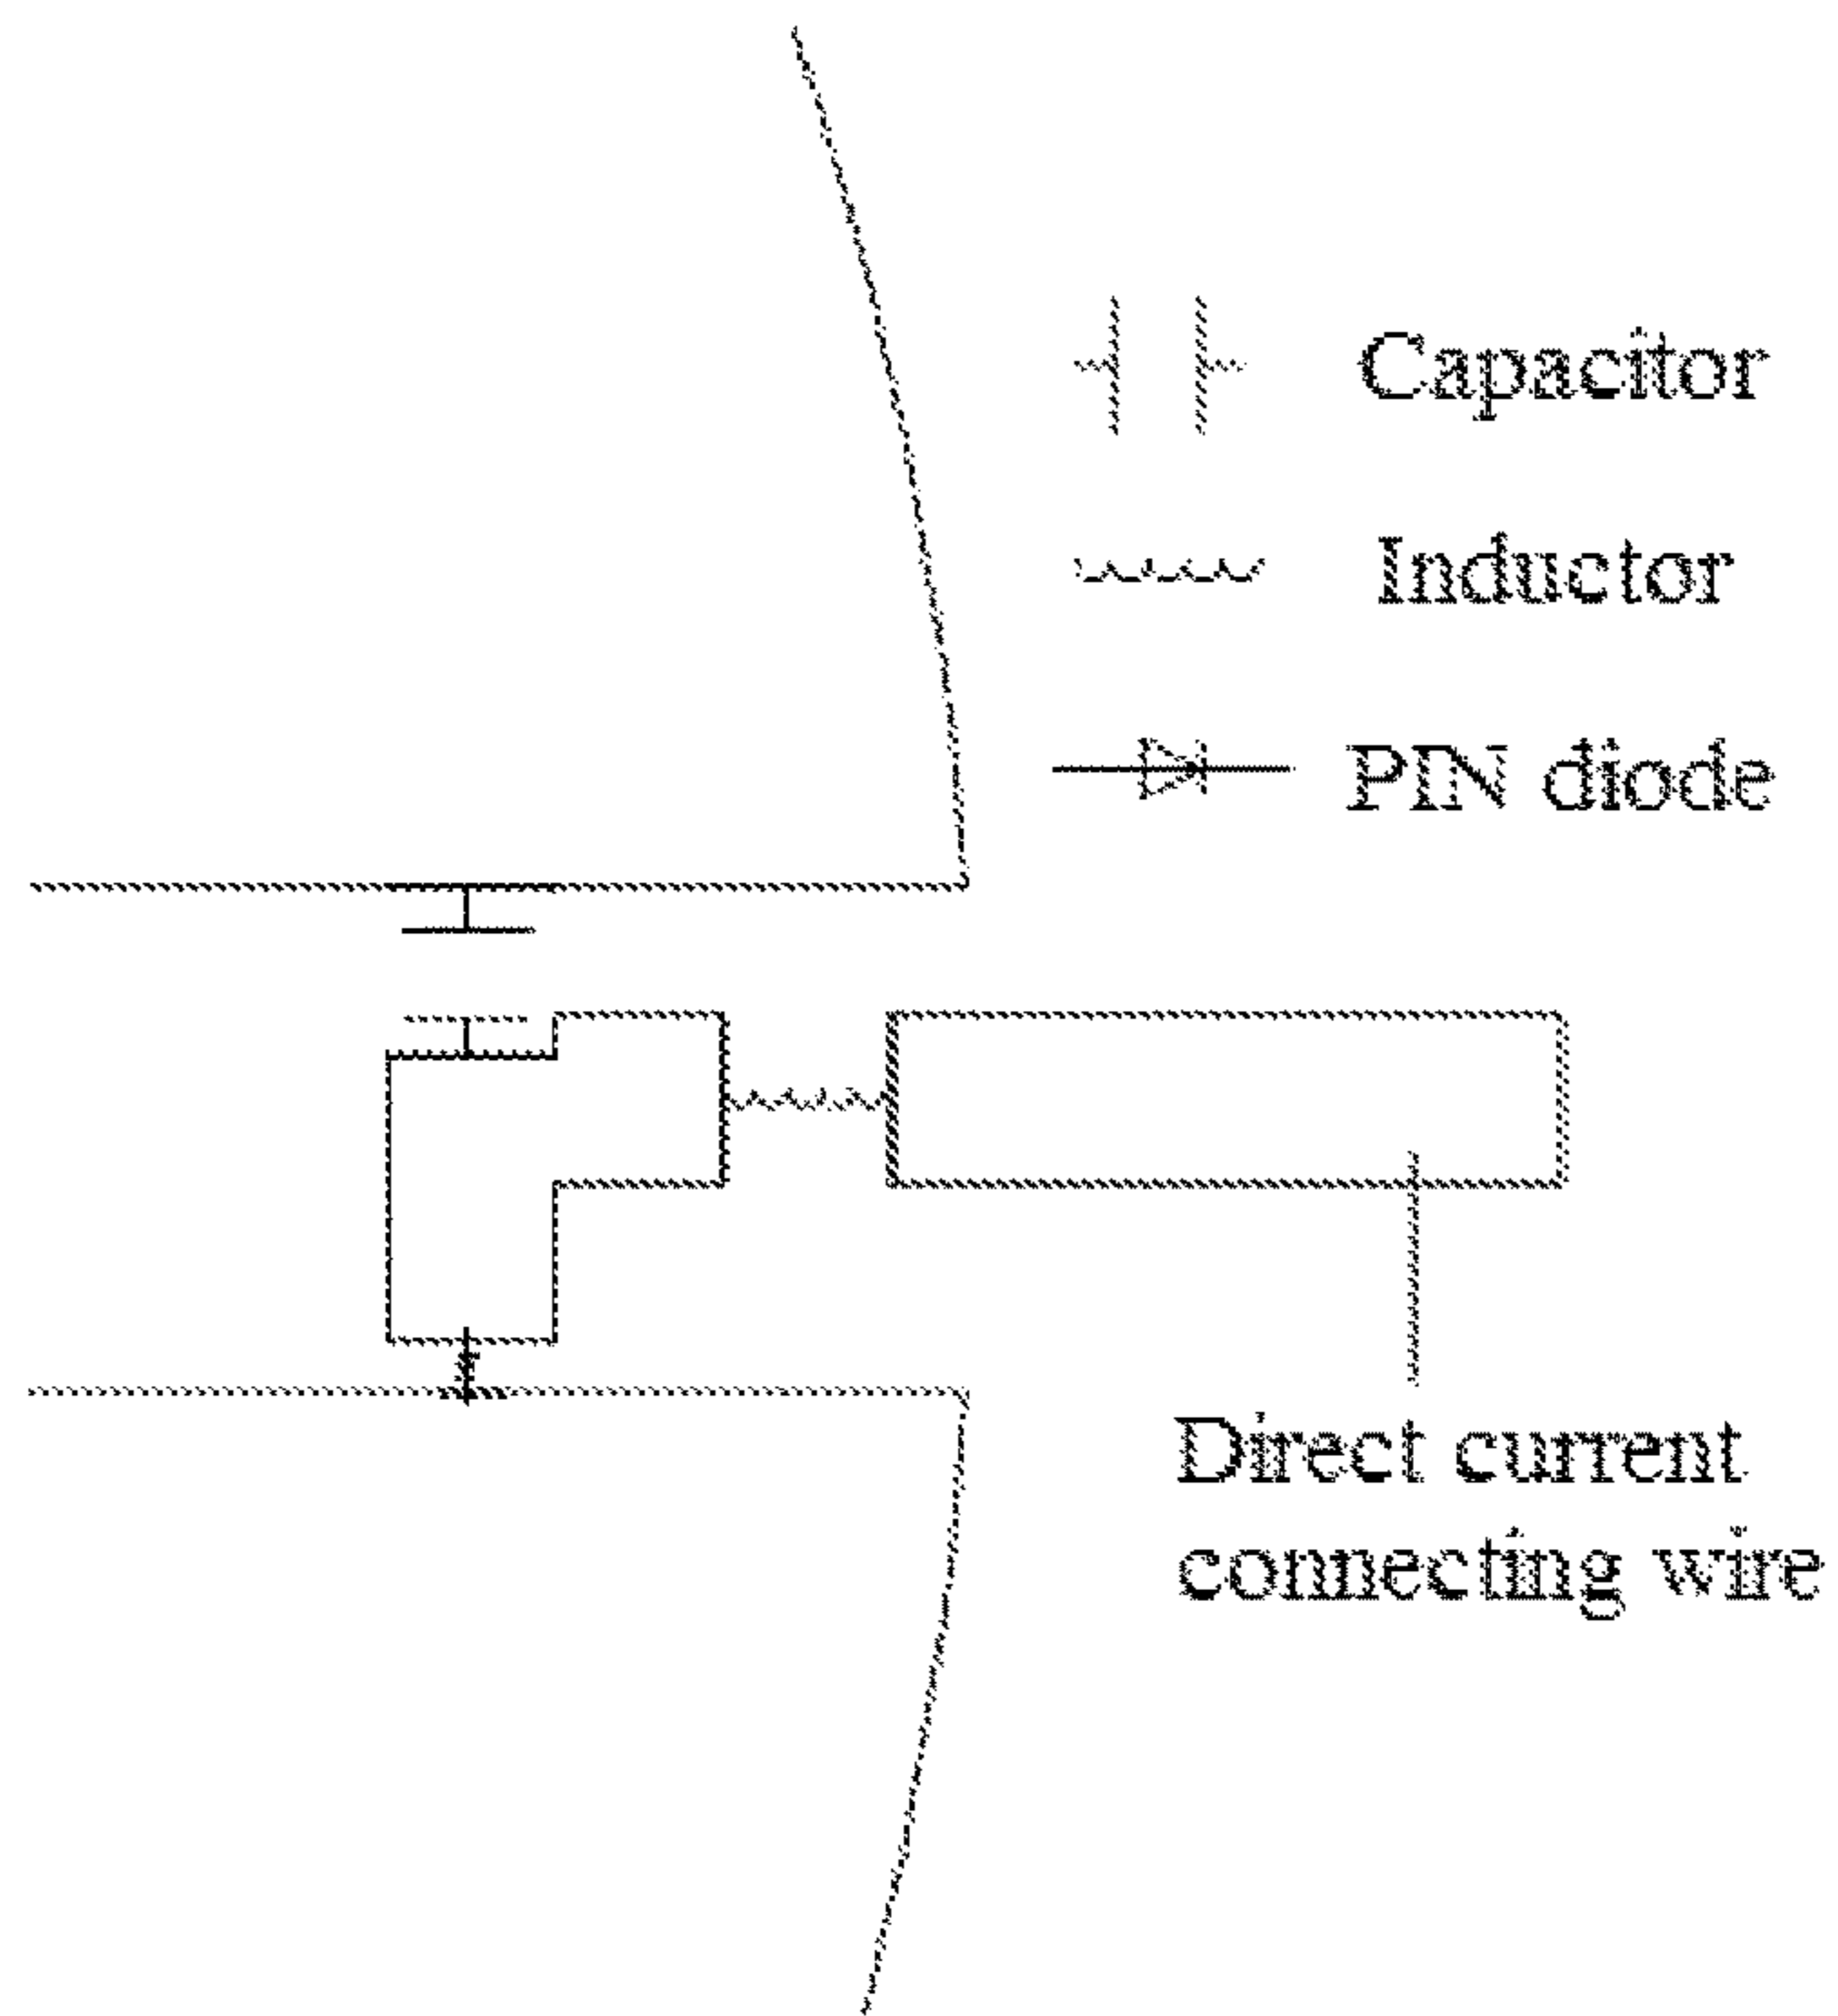 Capacitor
Inductor
PIN diode
Direct current
connecting wire